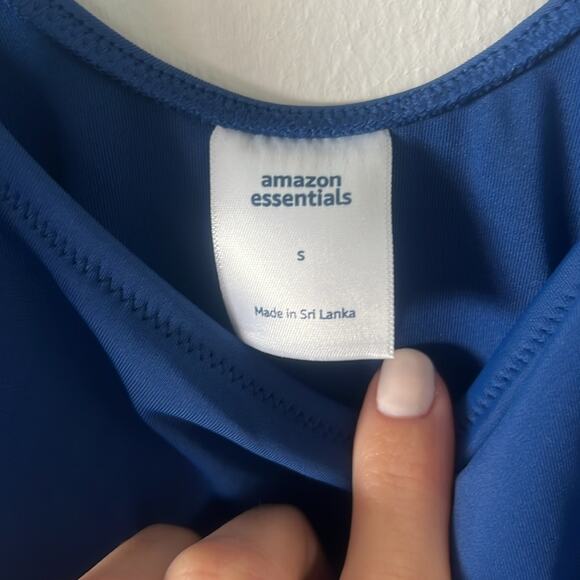 amazon
essentials
S
Made in Sri Lanka